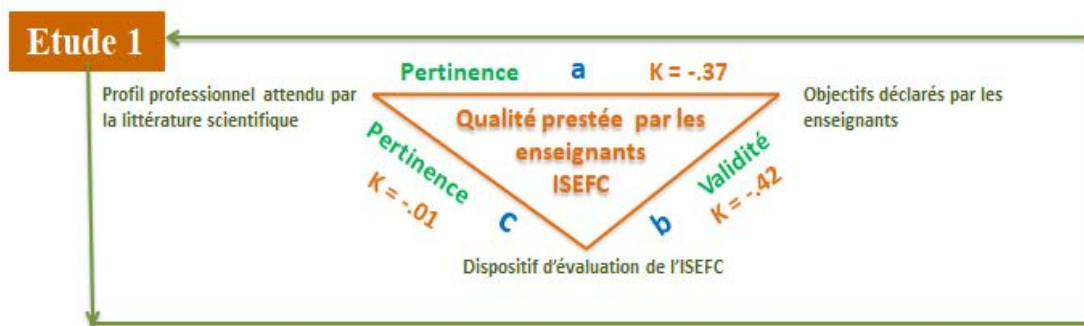 Etude 1
Pertinence a K = -.37
Profil professionnel attendu par
la littérature scientifique
Objectifs déclarés par les
enseignants
Qualité prestée par les
enseignants
ISEFC
Pertinence
K = -.01
c
Validité
K = -.42
b
Dispositif d'évaluation de l'ISEFC